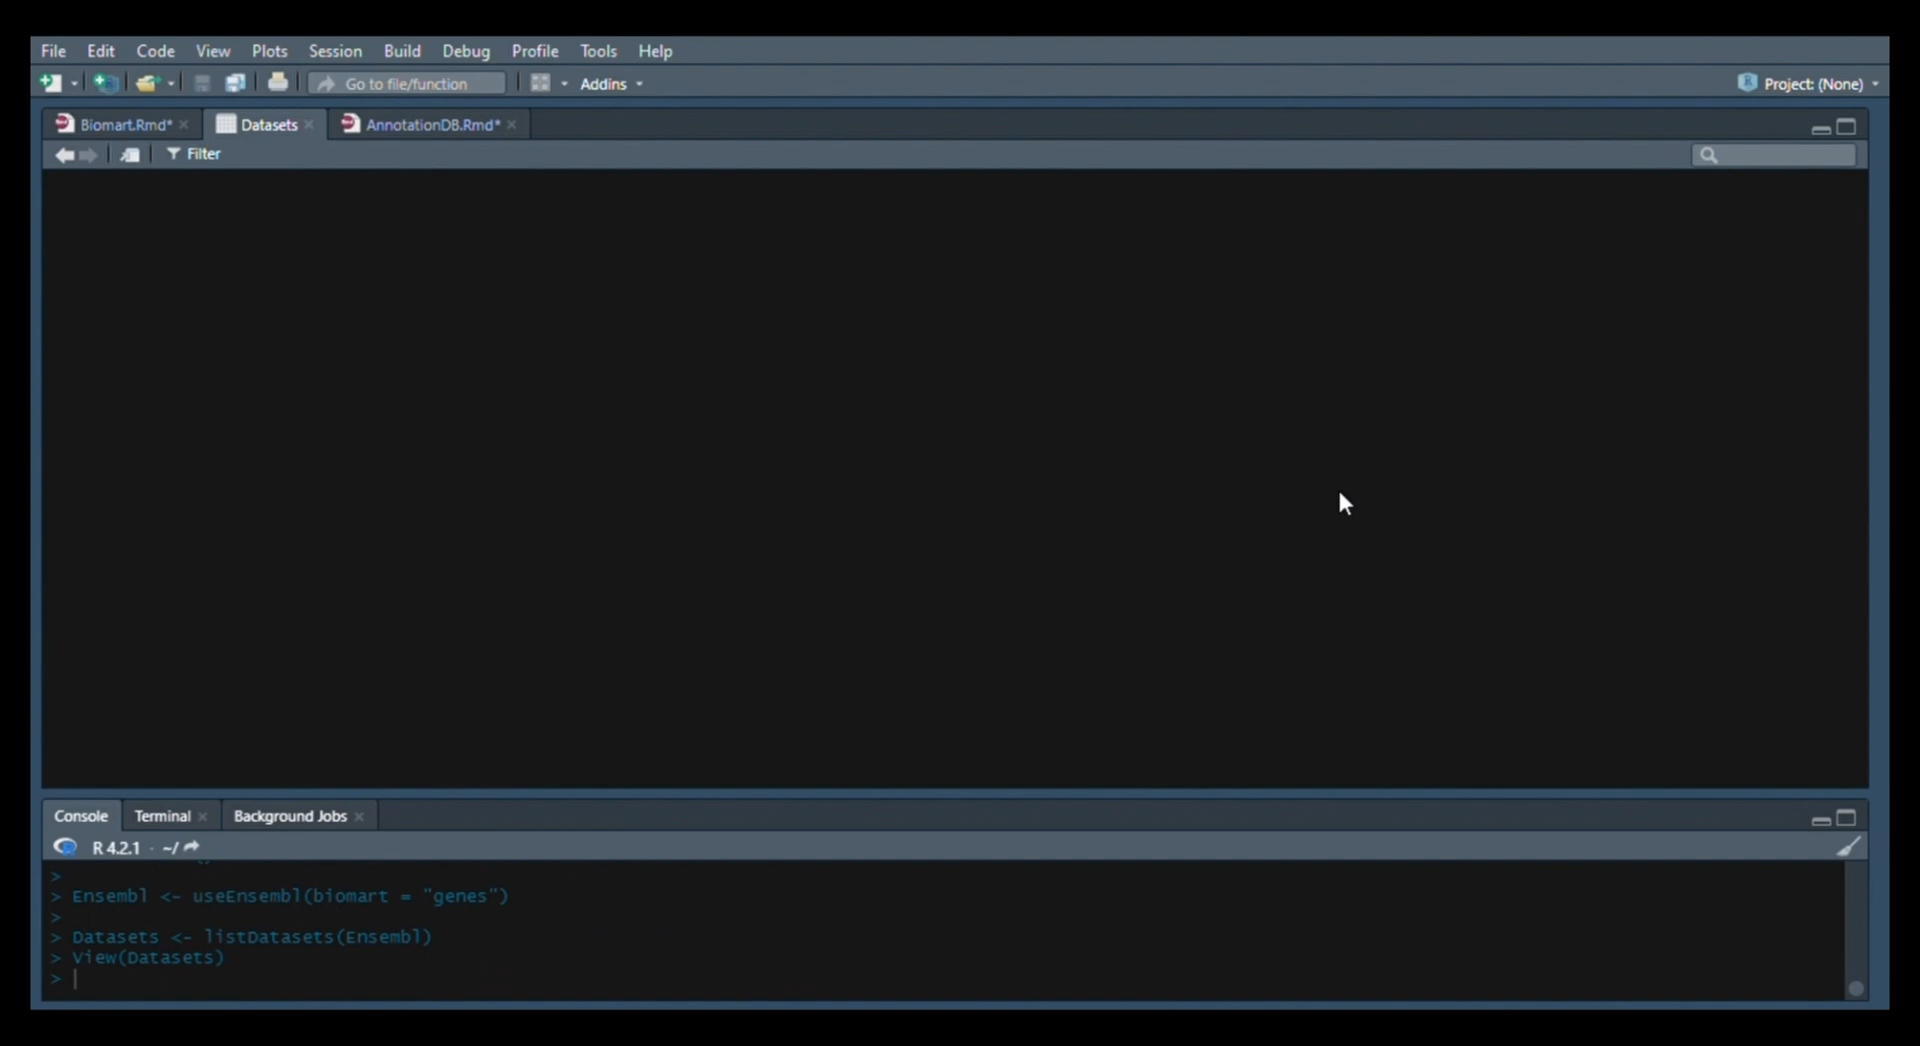 File Edit Code View Plots Session Build Debug Profile Tools Help
Go to file/function Addins Project: (None)
Biomart.Rmd* Datasets AnnotationDB.Rmd*
Filter
Console Terminal Background Jobs
R 4.2.1 · ~/
>
> Ensembl <- useEnsembl(biomart = "genes")
>
> Datasets <- listDatasets(Ensembl)
> View(Datasets)
>